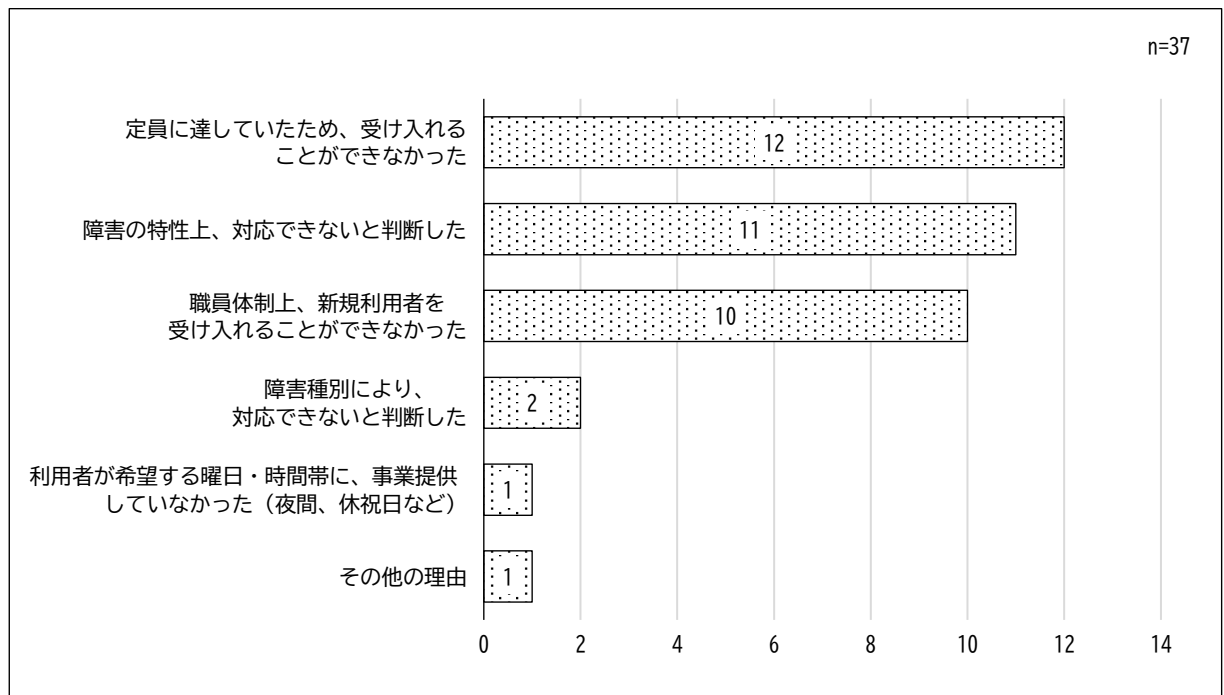 n=37
定員に達していたため、受け入れる
ことができなかった
12
障害の特性上、対応できないと判断した
11
職員体制上、新規利用者を
受け入れることができなかった
10
障害種別により、
対応できないと判断した
2
利用者が希望する曜日・時間帯に、事業提供
していなかった（夜間、休祝日など）
1
その他の理由
1
0 2 4 6 8 10 12 14